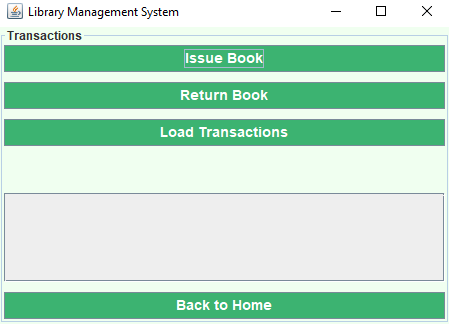 Library Management System
Transactions
Issue Book
Return Book
Load Transactions
Back to Home